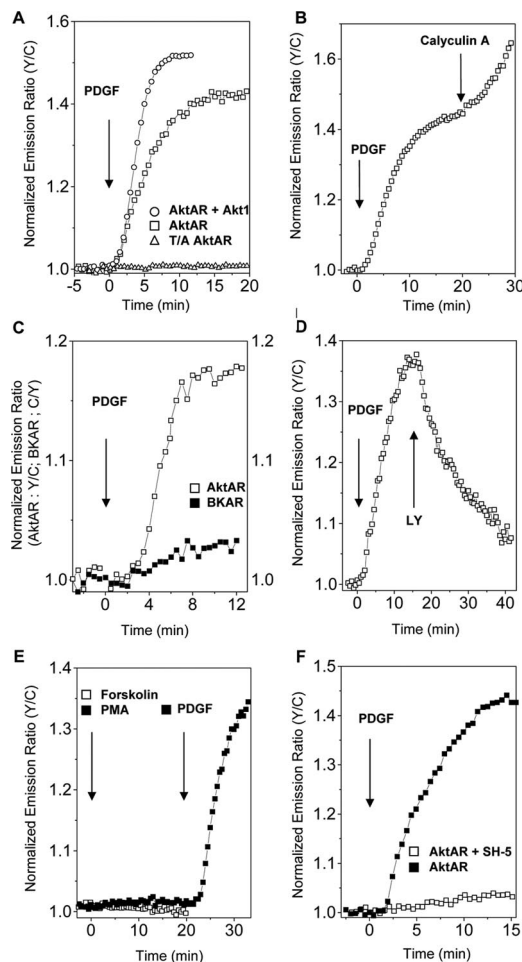 A
Normalized Emission Ratio (Y/C)
1.6
1.4
1.2
1.0
PDGF
AktAR + Akt1
AktAR
T/A AktAR
-5 0 5 10 15 20
Time (min)
B
Normalized Emission Ratio (Y/C)
1.6
1.4
1.2
1.0
Calyculin A
PDGF
0 10 20 30
Time (min)
C
Normalized Emission Ratio
(AktAR : Y/C; BKAR ; C/Y)
1.2
1.1
1.0
1.2
1.1
1.0
PDGF
AktAR
BKAR
0 4 8 12
Time (min)
D
Normalized Emission Ratio (Y/C)
1.4
1.3
1.2
1.1
1.0
PDGF
LY
0 10 20 30 40
Time (min)
E
Normalized Emission Ratio (Y/C)
1.4
1.3
1.2
1.1
1.0
Forskolin
PMA PDGF
0 10 20 30
Time (min)
F
Normalized Emission Ratio (Y/C)
1.5
1.4
1.3
1.2
1.1
1.0
PDGF
AktAR + SH-5
AktAR
0 5 10 15
Time (min)